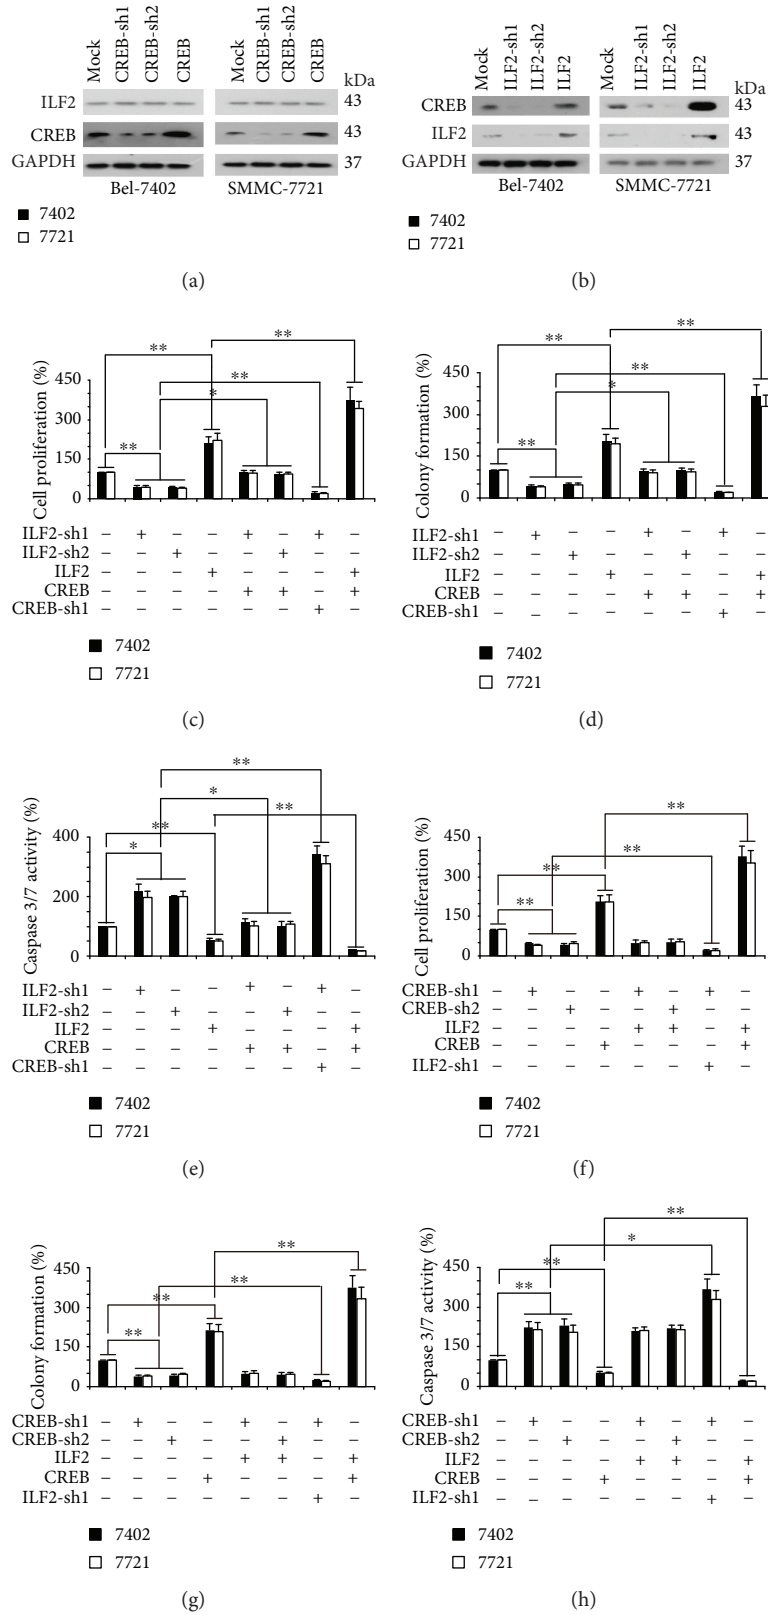 Mock CREB-sh1 CREB-sh2 CREB Mock CREB-sh1 CREB-sh2 CREB
kDa
ILF2 43
CREB 43
GAPDH 37
Bel-7402 SMMC-7721
7402
7721
(a)
Mock ILF2-sh1 ILF2-sh2 ILF2 Mock ILF2-sh1 ILF2-sh2 ILF2
kDa
CREB 43
ILF2 43
GAPDH 37
Bel-7402 SMMC-7721
7402
7721
(b)
Cell proliferation (%)
450
300
150
0
** ** ** ** *
ILF2-sh1 – + – – + – + –
ILF2-sh2 – – + – – + – –
ILF2 – – – + – – – +
CREB – – – – + + – +
CREB-sh1 – – – – – – + –
7402
7721
(c)
Colony formation (%)
450
300
150
0
** ** ** * **
ILF2-sh1 – + – – + – + –
ILF2-sh2 – – + – – + – –
ILF2 – – – + – – – +
CREB – – – – + + – +
CREB-sh1 – – – – – – + –
7402
7721
(d)
Caspase 3/7 activity (%)
400
200
0
** * ** ** *
ILF2-sh1 – + – – + – + –
ILF2-sh2 – – + – – + – –
ILF2 – – – + – – – +
CREB – – – – + + – +
CREB-sh1 – – – – – – + –
7402
7721
(e)
Cell proliferation (%)
450
300
150
0
** ** ** **
CREB-sh1 – + – – + – + –
CREB-sh2 – – + – – + – –
ILF2 – – – – + + – +
CREB – – – + – – – +
ILF2-sh1 – – – – – – + –
7402
7721
(f)
Colony formation (%)
450
300
150
0
** ** ** **
CREB-sh1 – + – – + – + –
CREB-sh2 – – + – – + – –
ILF2 – – – – + + – +
CREB – – – + – – – +
ILF2-sh1 – – – – – – + –
7402
7721
(g)
Caspase 3/7 activity (%)
450
300
150
0
** * ** **
CREB-sh1 – + – – + – + –
CREB-sh2 – – + – – + – –
ILF2 – – – – + + – +
CREB – – – + – – – +
ILF2-sh1 – – – – – – + –
7402
7721
(h)